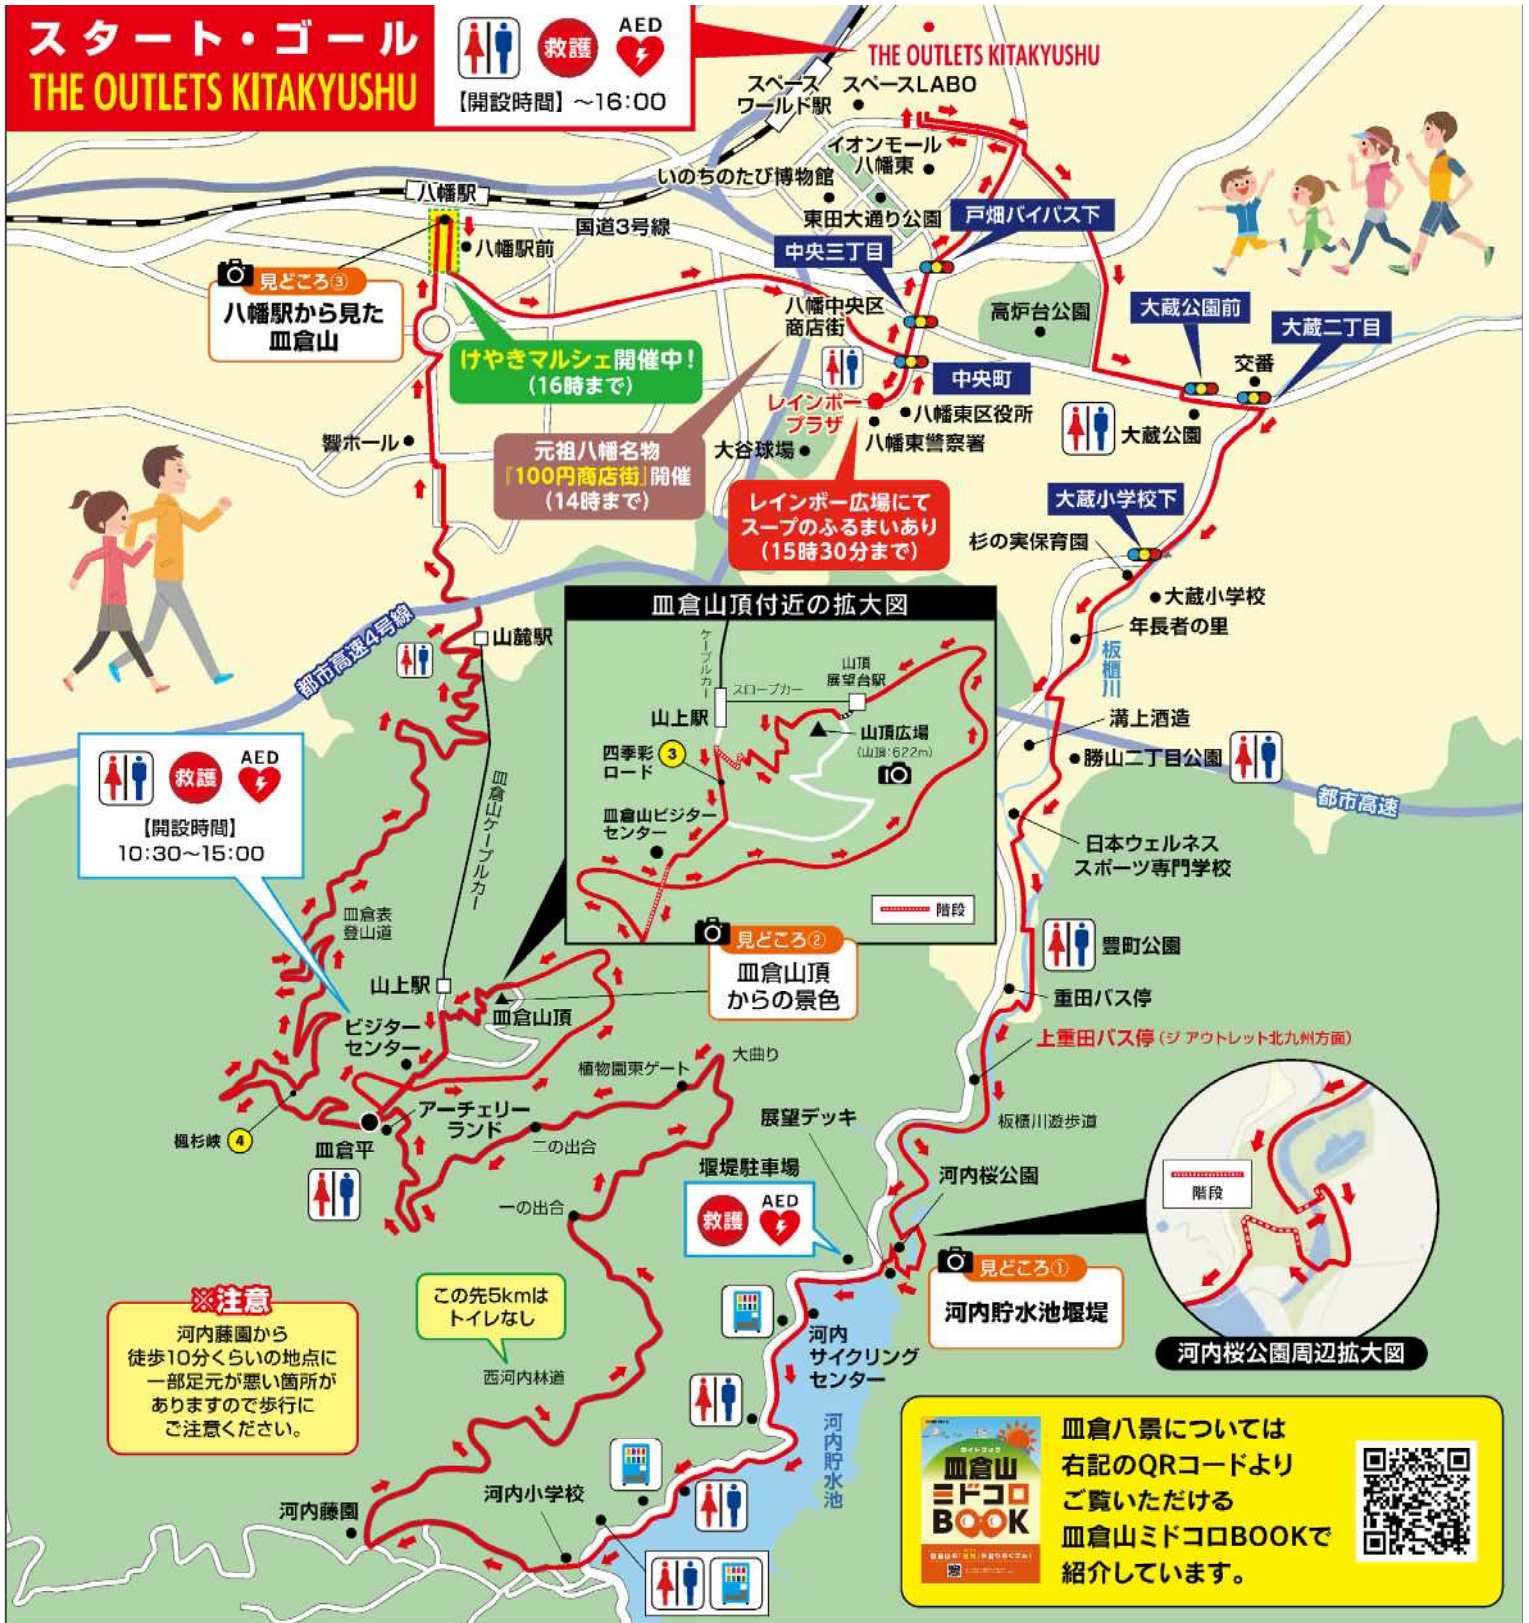 スタート・ゴール
THE OUTLETS KITAKYUSHU
救護
AED
【開設時間】～16:00
THE OUTLETS KITAKYUSHU
スペース
ワールド駅
スペースLABO
イオンモール
八幡東
いのちのたび博物館
東田大通り公園
八幡駅
八幡駅前
国道3号線
戸畑バイパス下
中央三丁目
見どころ③
八幡駅から見た
皿倉山
八幡中央区
商店街
高炉台公園
大蔵公園前
大蔵二丁目
交番
けやきマルシェ開催中！
(16時まで)
中央町
レインボー
プラザ
八幡東区役所
八幡東警察署
大蔵公園
響ホール
大谷球場
元祖八幡名物
『100円商店街』開催
(14時まで)
レインボー広場にて
スープのふるまいあり
(15時30分まで)
大蔵小学校下
杉の実保育園
大蔵小学校
年長者の里
板櫃川
都市高速4号線
山麓駅
皿倉山頂付近の拡大図
ケーブルカー
スロープカー
山頂
展望台駅
山上駅
山頂広場
(山頂:622m)
四季彩
ロード
3
皿倉山ビジター
センター
階段
溝上酒造
勝山二丁目公園
都市高速
日本ウェルネス
スポーツ専門学校
救護
AED
【開設時間】
10:30～15:00
皿倉山ケーブルカー
皿倉表
登山道
見どころ②
皿倉山頂
からの景色
豊町公園
重田バス停
上重田バス停(ジ アウトレット北九州方面)
山上駅
皿倉山頂
ビジター
センター
植物園東ゲート
大曲り
アーチェリー
ランド
二の出合
楓杉峡
4
皿倉平
展望デッキ
板櫃川遊歩道
堰堤駐車場
救護
AED
河内桜公園
階段
一の出合
見どころ①
河内貯水池堰堤
河内桜公園周辺拡大図
※注意
河内藤園から
徒歩10分くらいの地点に
一部足元が悪い箇所が
ありますので歩行に
ご注意ください。
この先5kmは
トイレなし
西河内林道
河内
サイクリング
センター
河内貯水池
河内小学校
河内藤園
ガイドブック
皿倉山
ミドコロ
BOOK
皿倉八景については
右記のQRコードより
ご覧いただける
皿倉山ミドコロBOOKで
紹介しています。